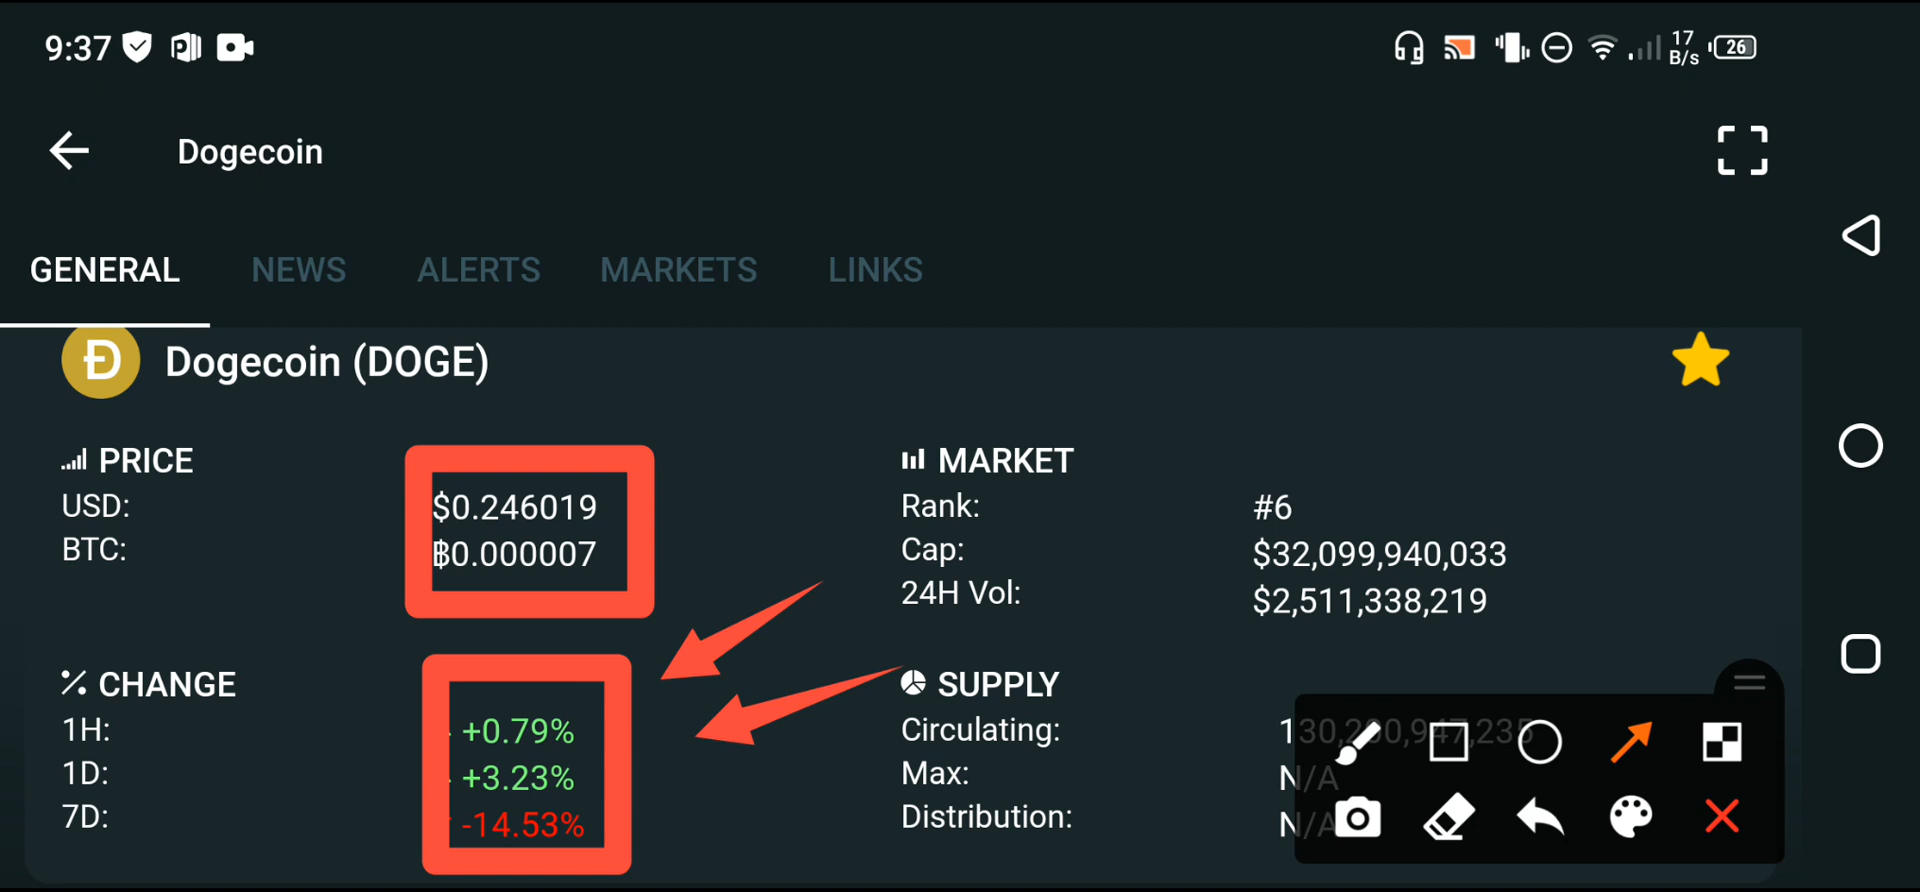 9:37
17
B/s
26
Dogecoin
GENERAL NEWS ALERTS MARKETS LINKS
Dogecoin (DOGE)
PRICE
USD: $0.246019
BTC: ₿0.000007
MARKET
Rank: #6
Cap: $32,099,940,033
24H Vol: $2,511,338,219
CHANGE
1H: +0.79%
1D: +3.23%
7D: -14.53%
SUPPLY
Circulating:
Max: N/A
Distribution: N/A